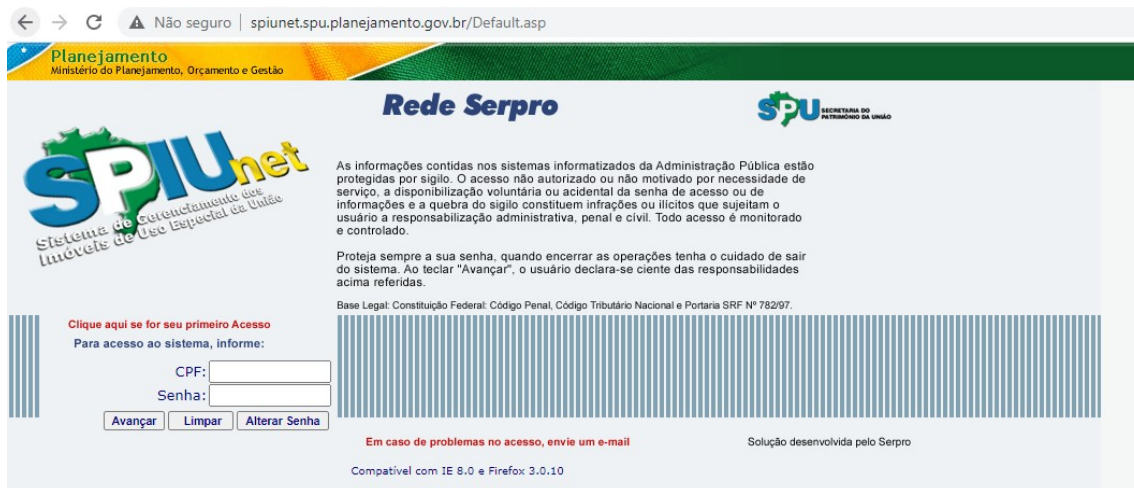 Não seguro | spiunet.spu.planejamento.gov.br/Default.asp
Planejamento
Ministério do Planejamento, Orçamento e Gestão
Rede Serpro
SPU SECRETARIA DO
PATRIMÔNIO DA UNIÃO
SPIUnet
Sistema de Gerenciamento dos
Imóveis de Uso Especial da União
As informações contidas nos sistemas informatizados da Administração Pública estão
protegidas por sigilo. O acesso não autorizado ou não motivado por necessidade de
serviço, a disponibilização voluntária ou acidental da senha de acesso ou de
informações e a quebra do sigilo constituem infrações ou ilícitos que sujeitam o
usuário a responsabilização administrativa, penal e cívil. Todo acesso é monitorado
e controlado.
Proteja sempre a sua senha, quando encerrar as operações tenha o cuidado de sair
do sistema. Ao teclar "Avançar", o usuário declara-se ciente das responsabilidades
acima referidas.
Base Legal: Constituição Federal: Código Penal, Código Tributário Nacional e Portaria SRF Nº 782/97.
Clique aqui se for seu primeiro Acesso
Para acesso ao sistema, informe:
CPF:
Senha:
Avançar Limpar Alterar Senha
Em caso de problemas no acesso, envie um e-mail
Solução desenvolvida pelo Serpro
Compatível com IE 8.0 e Firefox 3.0.10